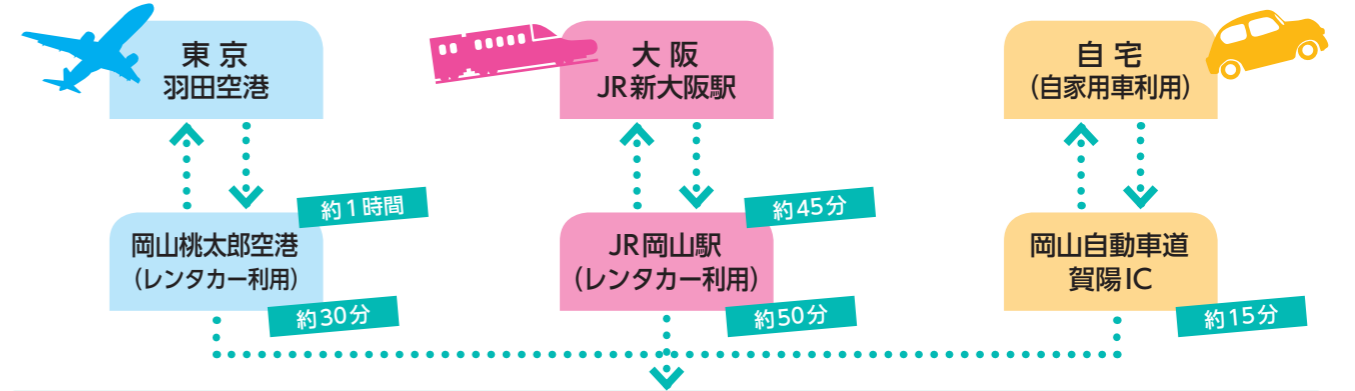 東京
羽田空港
大阪
JR新大阪駅
自宅
(自家用車利用)
約1時間
岡山桃太郎空港
(レンタカー利用)
約30分
約45分
JR岡山駅
(レンタカー利用)
約50分
岡山自動車道
賀陽IC
約15分